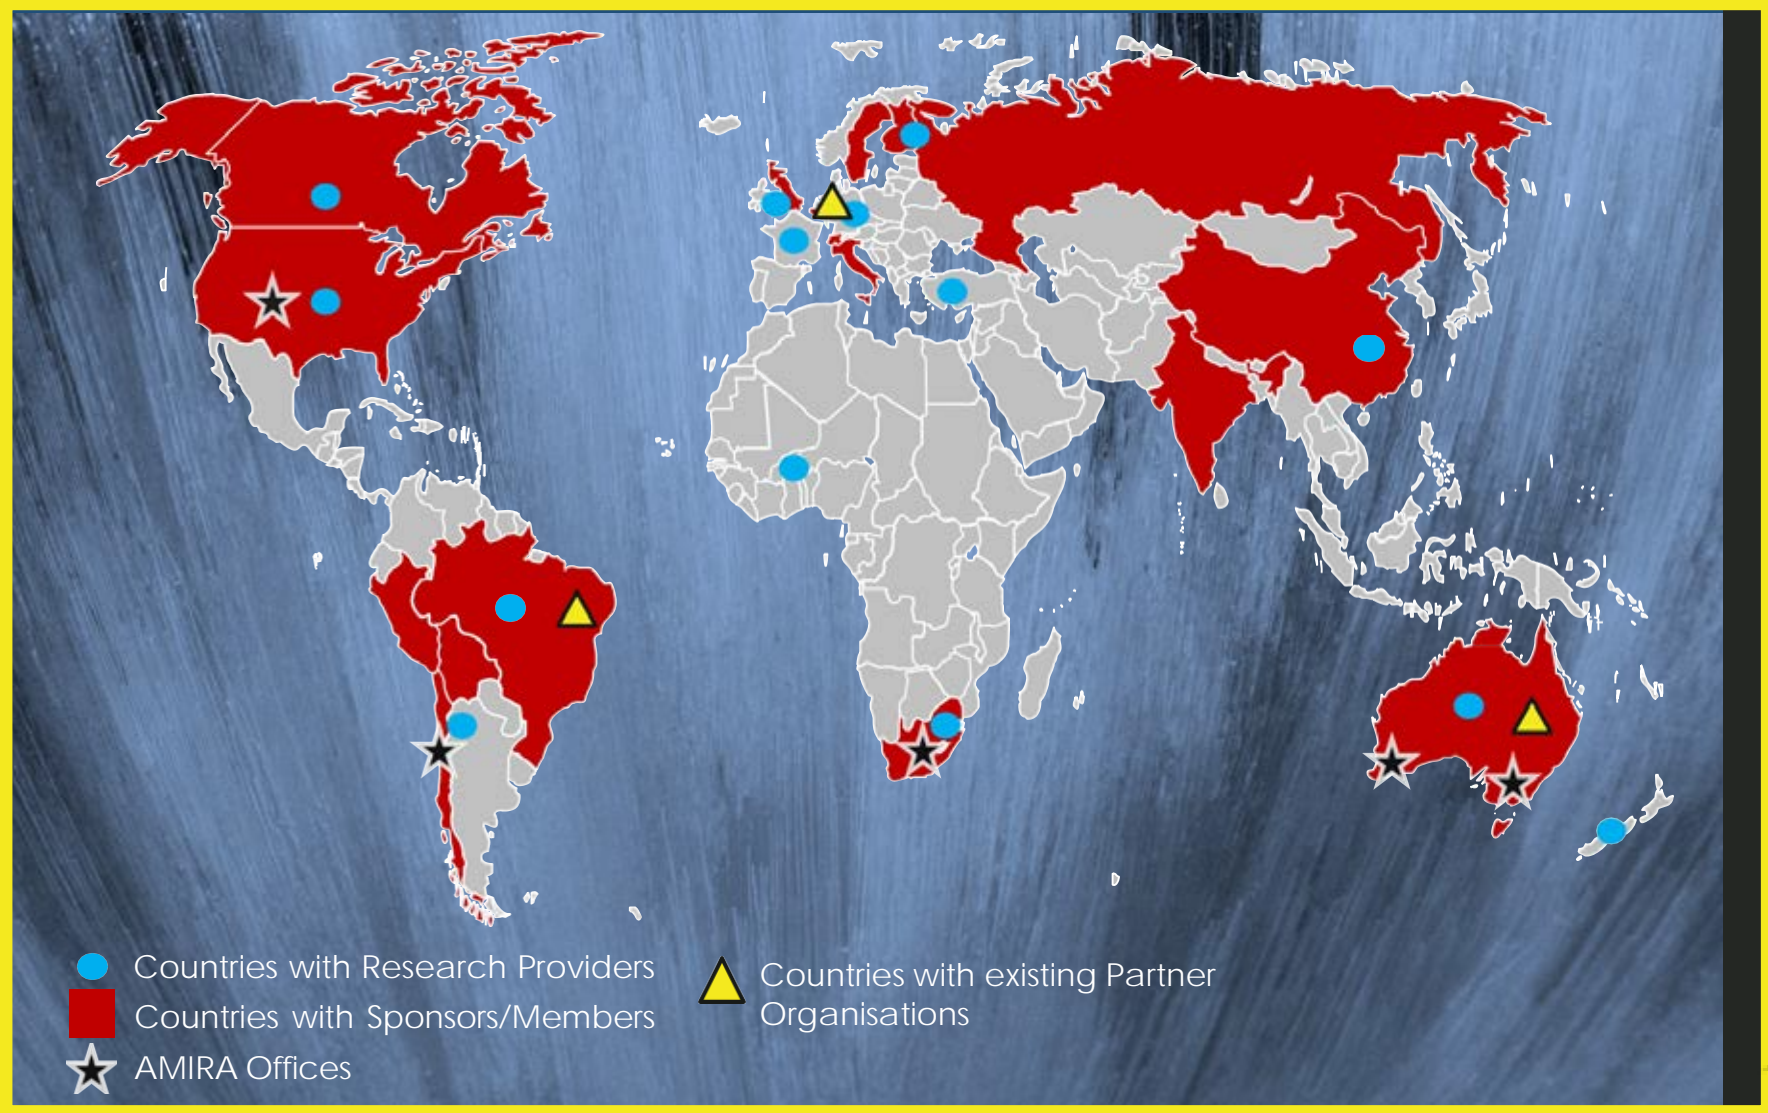 Countries with Research Providers
Countries with Sponsors/Members
AMIRA Offices
Countries with existing Partner
Organisations